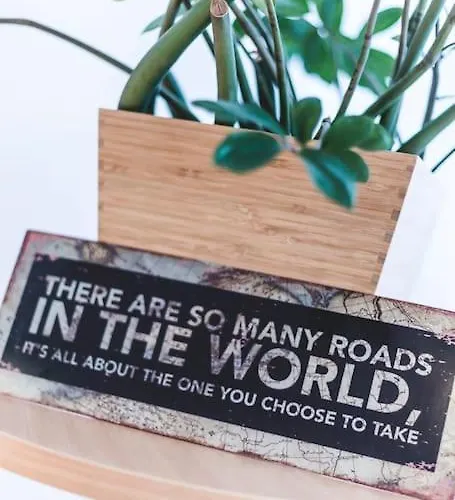 THERE ARE SO MANY ROADS
IN THE WORLD,
IT'S ALL ABOUT THE ONE YOU CHOOSE TO TAKE